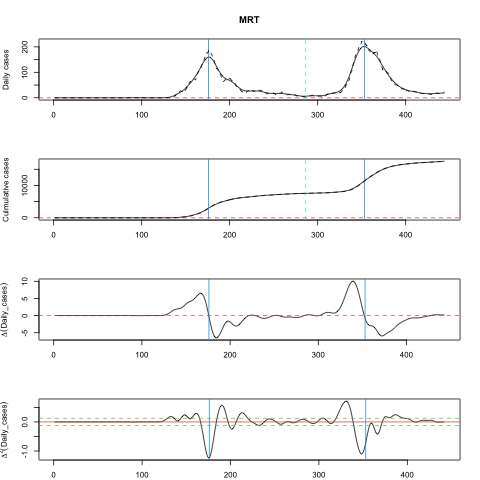 MRT
Daily cases
0 100 200
0 100 200 300 400
Culmulative cases
0 10000
0 100 200 300 400
Δ(Daily_cases)
-5 0 5 10
0 100 200 300 400
Δ²(Daily_cases)
-1.0 0.0
0 100 200 300 400